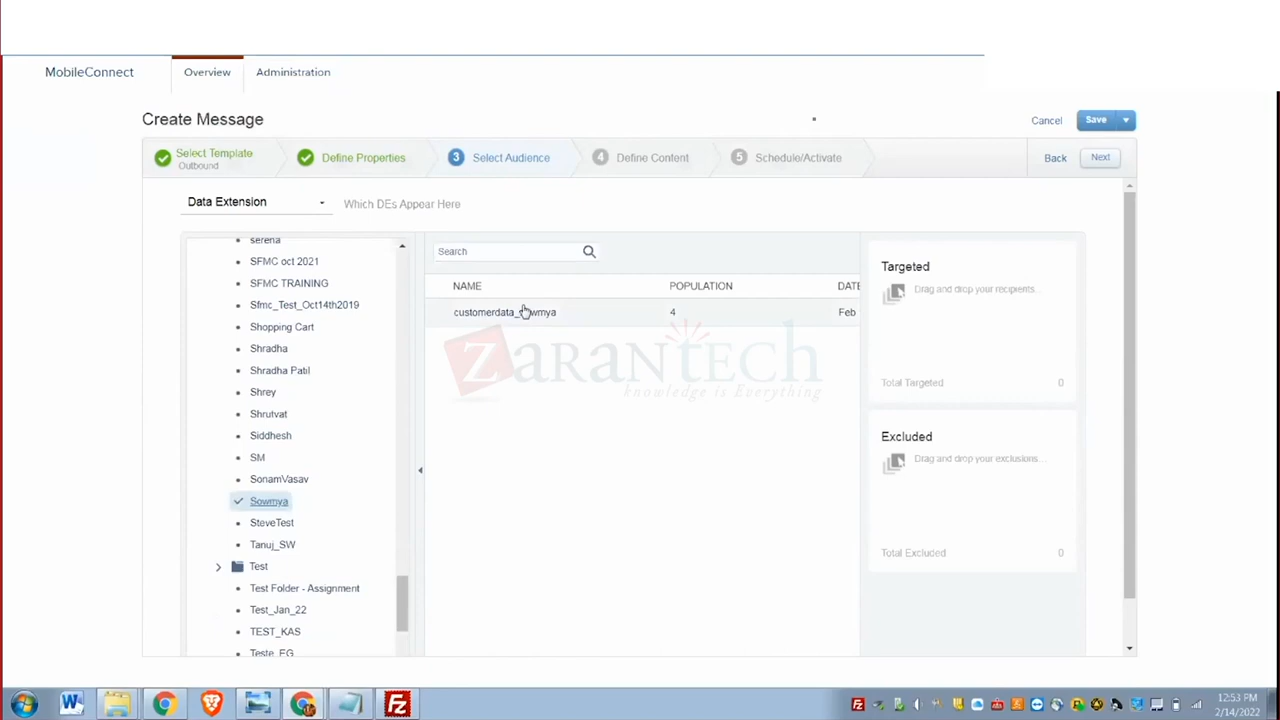 MobileConnect
Overview
Administration
Create Message
Cancel
Save
Select Template
Outbound
Define Properties
3 Select Audience
4 Define Content
5 Schedule/Activate
Back
Next
Data Extension
Which DEs Appear Here
serena
SFMC oct 2021
SFMC TRAINING
Sfmc_Test_Oct14th2019
Shopping Cart
Shradha
Shradha Patil
Shrey
Shrutvat
Siddhesh
SM
SonamVasav
Sowmya
SteveTest
Tanuj_SW
Test
Test Folder - Assignment
Test_Jan_22
TEST_KAS
Teste_EG
Search
NAME POPULATION DATE
customerdata_sowmya 4 Feb
zarantech
knowledge is Everything
Targeted
Drag and drop your recipients...
Total Targeted 0
Excluded
Drag and drop your exclusions...
Total Excluded 0
12:53 PM
2/14/2022